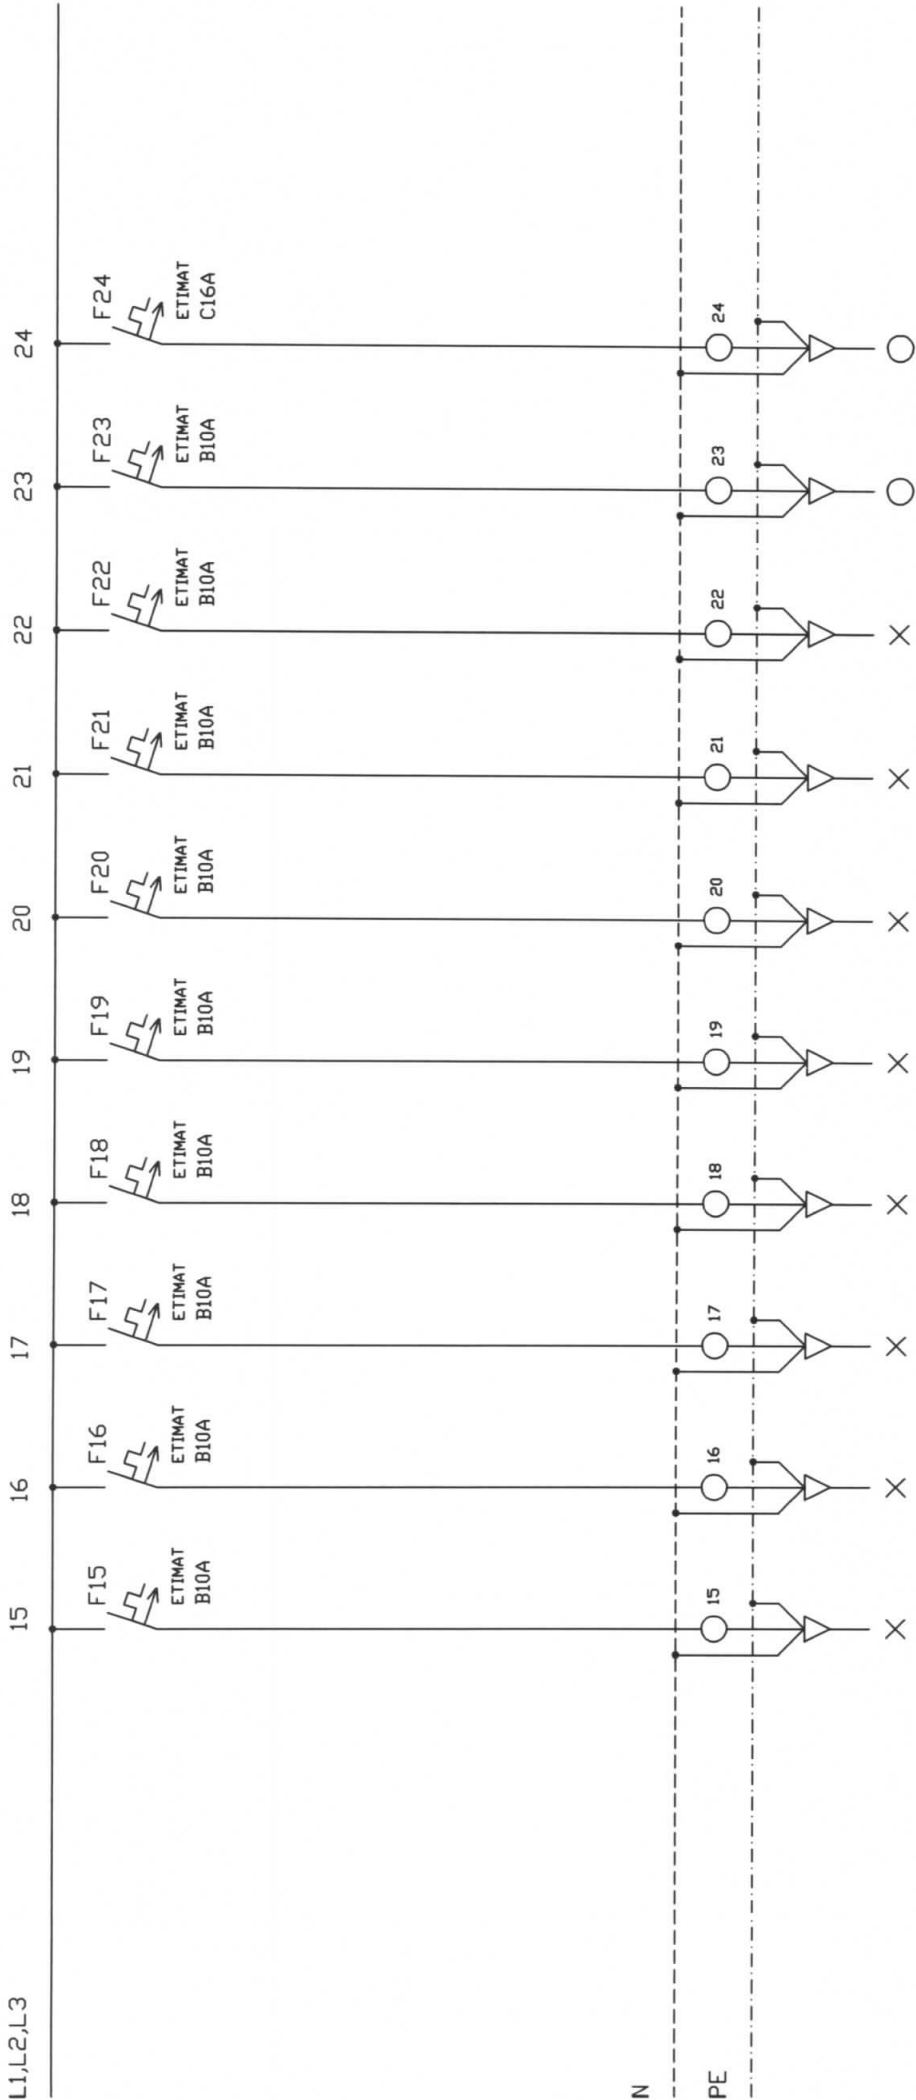 L1,L2,L3
15
16
17
18
19
20
21
22
23
24
F15
F16
F17
F18
F19
F20
F21
F22
F23
F24
ETIMAT
B10A
ETIMAT
B10A
ETIMAT
B10A
ETIMAT
B10A
ETIMAT
B10A
ETIMAT
B10A
ETIMAT
B10A
ETIMAT
B10A
ETIMAT
B10A
ETIMAT
C16A
N
PE
15
16
17
18
19
20
21
22
23
24